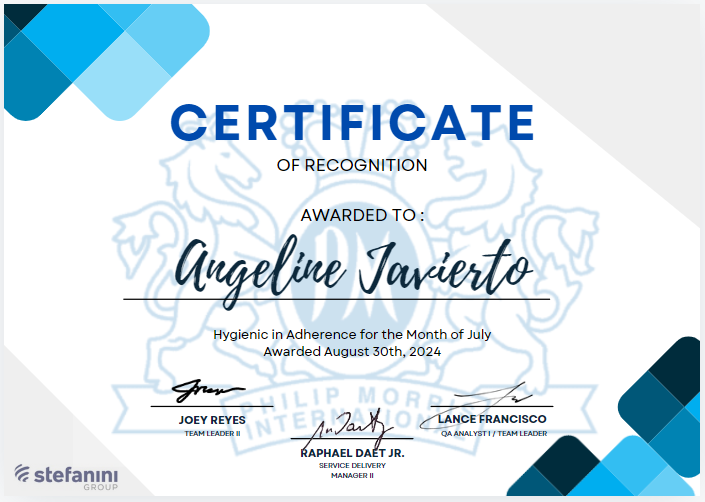 CERTIFICATE
OF RECOGNITION
AWARDED TO :
Angeline Javierto
Hygienic in Adherence for the Month of July
Awarded August 30th, 2024
PHILIP MORRIS
INTERNATIONAL
JOEY REYES
TEAM LEADER II
RAPHAEL DAET JR.
SERVICE DELIVERY
MANAGER II
LANCE FRANCISCO
QA ANALYST I / TEAM LEADER
stefanini
GROUP